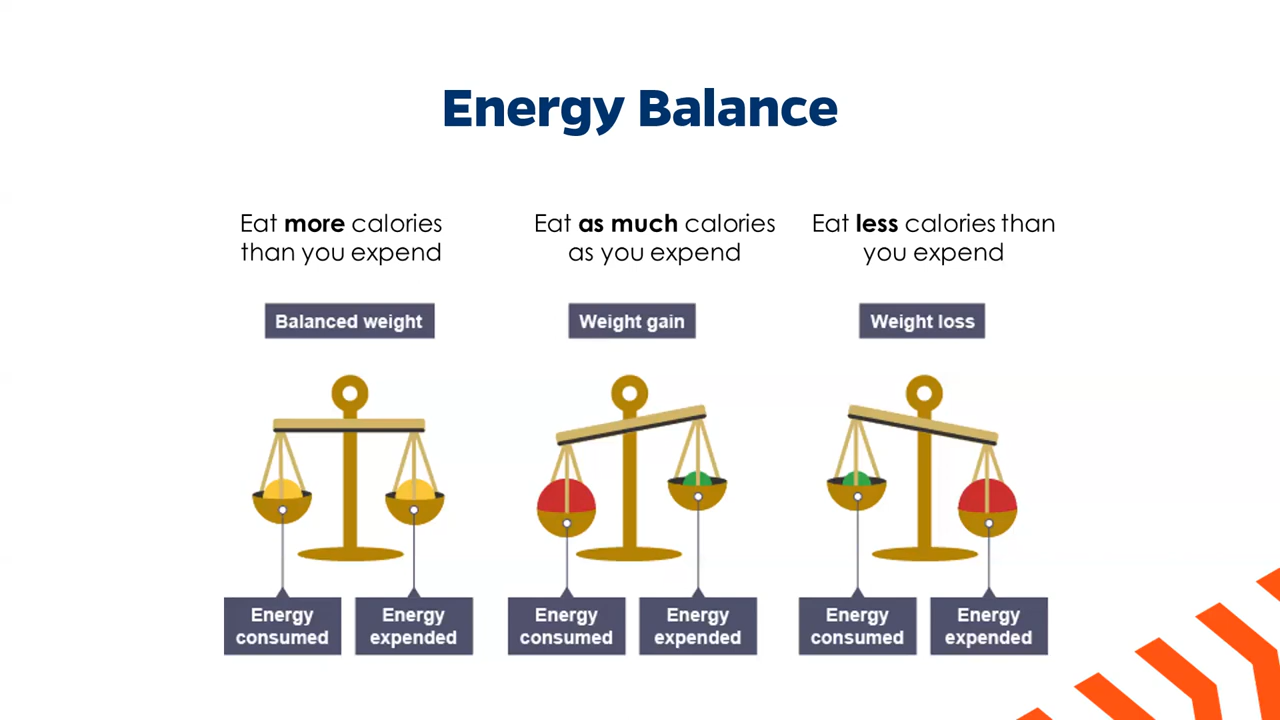 Energy Balance
Eat more calories
than you expend
Eat as much calories
as you expend
Eat less calories than
you expend
Balanced weight
Weight gain
Weight loss
Energy
consumed
Energy
expended
Energy
consumed
Energy
expended
Energy
consumed
Energy
expended